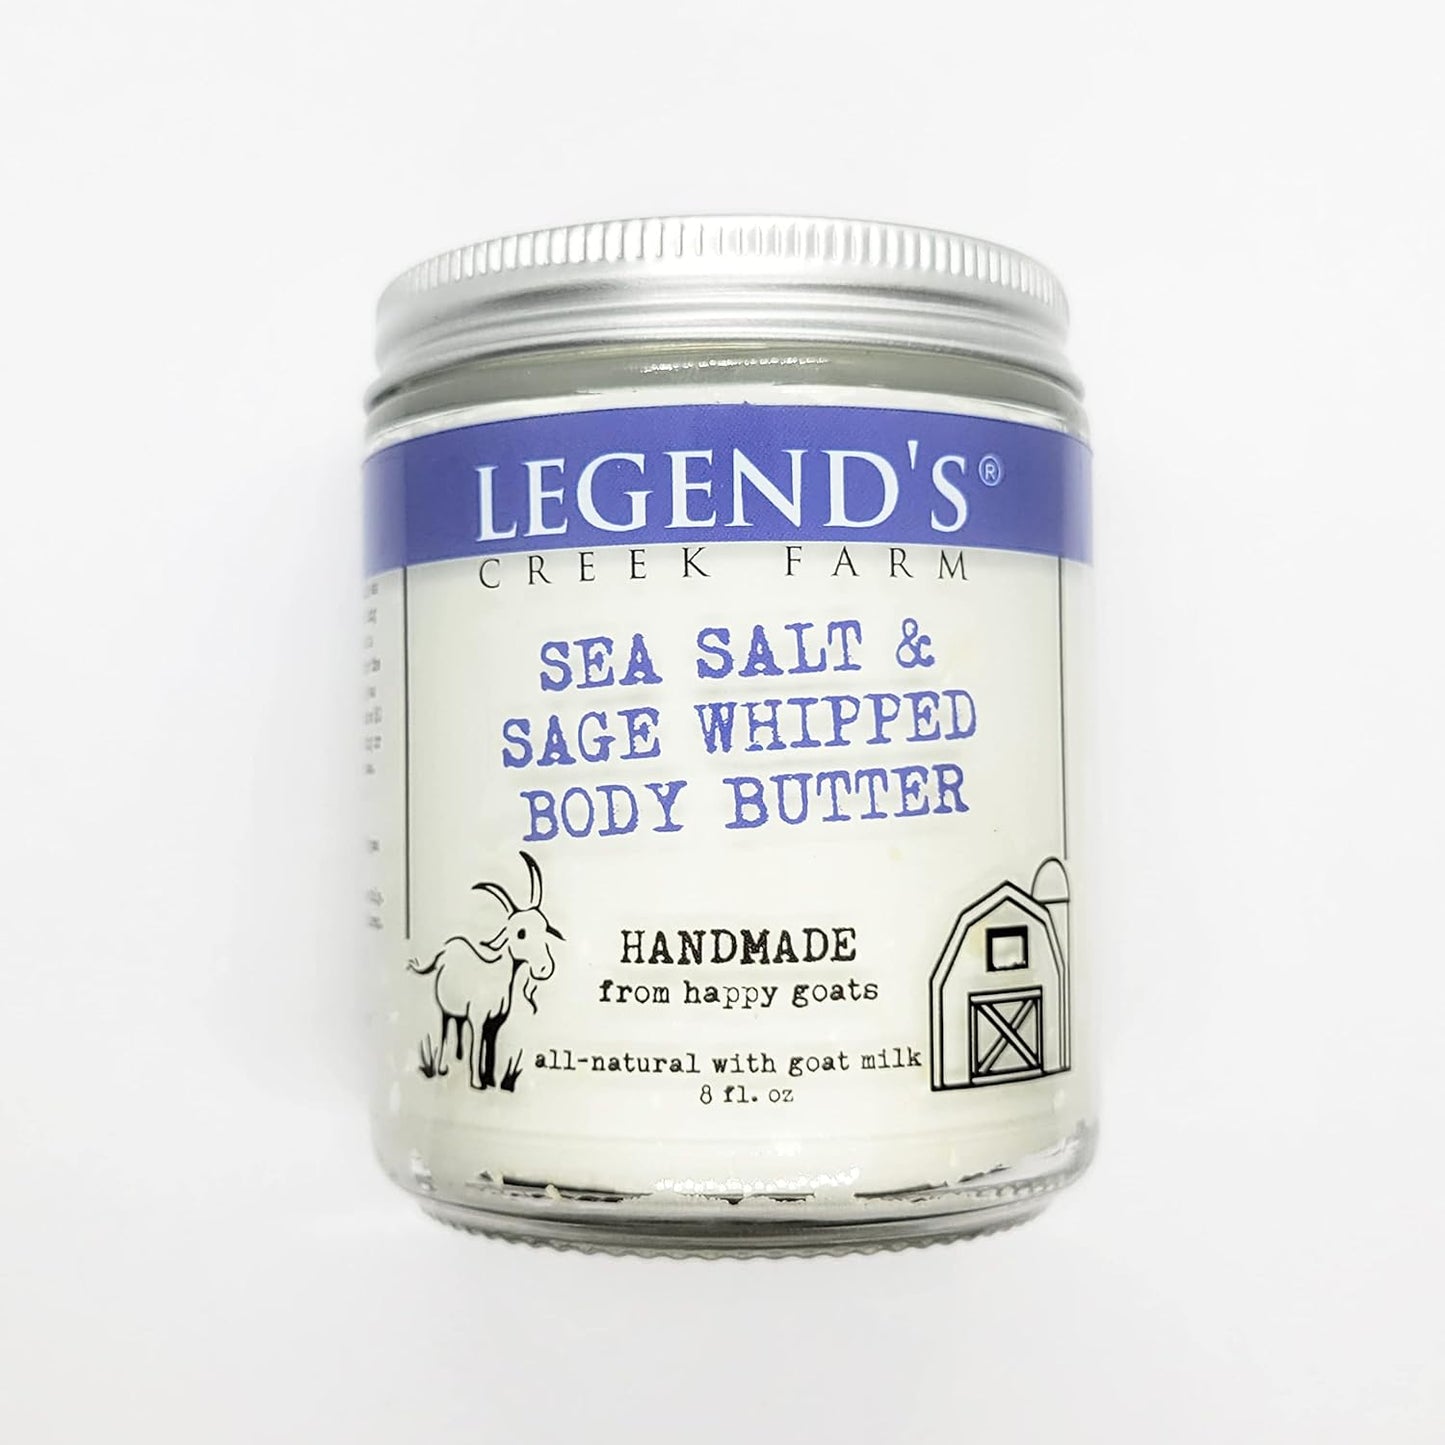 LEGEND'S®
CREEK FARM
SEA SALT &
SAGE WHIPPED
BODY BUTTER
HANDMADE
from happy goats
all-natural with goat milk
8 fl. oz